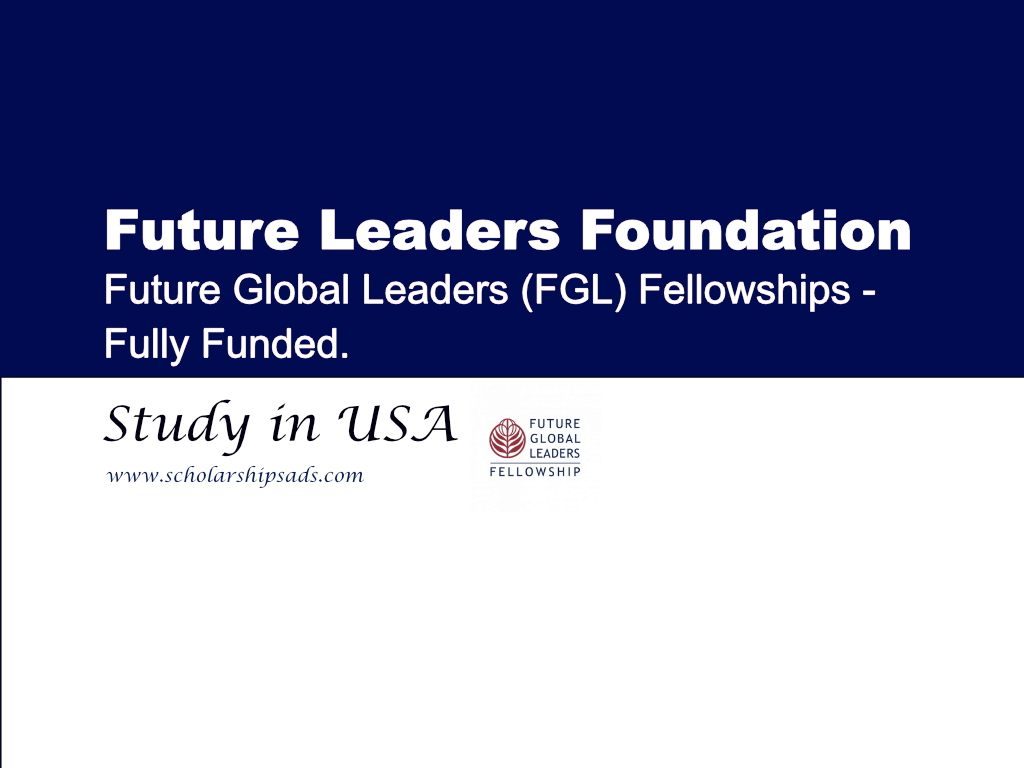 Future Leaders Foundation
Future Global Leaders (FGL) Fellowships -
Fully Funded.
Study in USA
www.scholarshipsads.com
FUTURE
GLOBAL
LEADERS
FELLOWSHIP